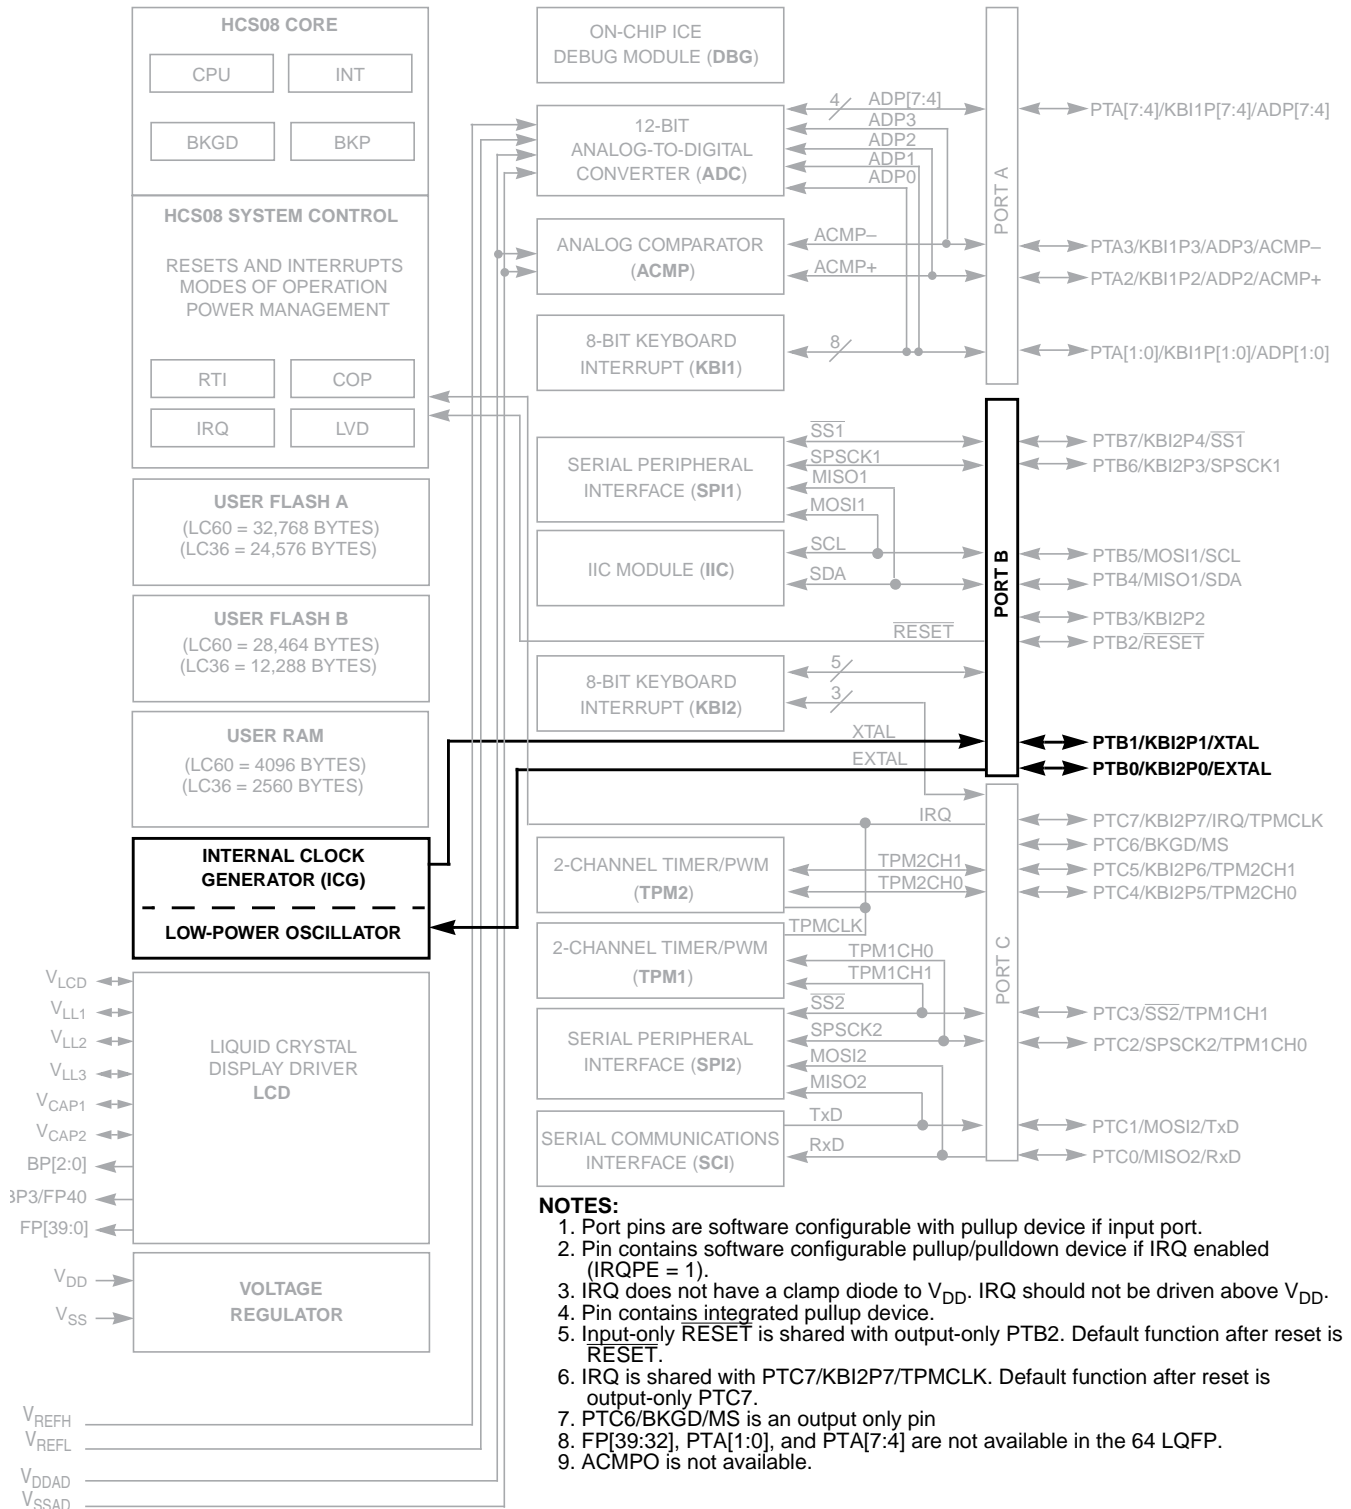 HCS08 CORE
CPU
INT
BKGD
BKP
HCS08 SYSTEM CONTROL
RESETS AND INTERRUPTS
MODES OF OPERATION
POWER MANAGEMENT
RTI
COP
IRQ
LVD
USER FLASH A
(LC60 = 32,768 BYTES)
(LC36 = 24,576 BYTES)
USER FLASH B
(LC60 = 28,464 BYTES)
(LC36 = 12,288 BYTES)
USER RAM
(LC60 = 4096 BYTES)
(LC36 = 2560 BYTES)
INTERNAL CLOCK
GENERATOR (ICG)
LOW-POWER OSCILLATOR
VLCD
VLL1
VLL2
VLL3
VCAP1
VCAP2
BP[2:0]
BP3/FP40
FP[39:0]
LIQUID CRYSTAL
DISPLAY DRIVER
LCD
VDD
VSS
VOLTAGE
REGULATOR
VREFH
VREFL
VDDAD
VSSAD
ON-CHIP ICE
DEBUG MODULE (DBG)
12-BIT
ANALOG-TO-DIGITAL
CONVERTER (ADC)
4
ADP[7:4]
ADP3
ADP2
ADP1
ADP0
ANALOG COMPARATOR
(ACMP)
ACMP–
ACMP+
8-BIT KEYBOARD
INTERRUPT (KBI1)
8
PORT A
PTA[7:4]/KBI1P[7:4]/ADP[7:4]
PTA3/KBI1P3/ADP3/ACMP–
PTA2/KBI1P2/ADP2/ACMP+
PTA[1:0]/KBI1P[1:0]/ADP[1:0]
SERIAL PERIPHERAL
INTERFACE (SPI1)
SS1
SPSCK1
MISO1
MOSI1
IIC MODULE (IIC)
SCL
SDA
RESET
8-BIT KEYBOARD
INTERRUPT (KBI2)
5
3
XTAL
EXTAL
PORT B
PTB7/KBI2P4/SS1
PTB6/KBI2P3/SPSCK1
PTB5/MOSI1/SCL
PTB4/MISO1/SDA
PTB3/KBI2P2
PTB2/RESET
PTB1/KBI2P1/XTAL
PTB0/KBI2P0/EXTAL
IRQ
2-CHANNEL TIMER/PWM
(TPM2)
TPM2CH1
TPM2CH0
TPMCLK
2-CHANNEL TIMER/PWM
(TPM1)
TPM1CH0
TPM1CH1
SERIAL PERIPHERAL
INTERFACE (SPI2)
SS2
SPSCK2
MOSI2
MISO2
SERIAL COMMUNICATIONS
INTERFACE (SCI)
TxD
RxD
PORT C
PTC7/KBI2P7/IRQ/TPMCLK
PTC6/BKGD/MS
PTC5/KBI2P6/TPM2CH1
PTC4/KBI2P5/TPM2CH0
PTC3/SS2/TPM1CH1
PTC2/SPSCK2/TPM1CH0
PTC1/MOSI2/TxD
PTC0/MISO2/RxD
NOTES:
1. Port pins are software configurable with pullup device if input port.
2. Pin contains software configurable pullup/pulldown device if IRQ enabled
(IRQPE = 1).
3. IRQ does not have a clamp diode to VDD. IRQ should not be driven above VDD.
4. Pin contains integrated pullup device.
5. Input-only RESET is shared with output-only PTB2. Default function after reset is
RESET.
6. IRQ is shared with PTC7/KBI2P7/TPMCLK. Default function after reset is
output-only PTC7.
7. PTC6/BKGD/MS is an output only pin
8. FP[39:32], PTA[1:0], and PTA[7:4] are not available in the 64 LQFP.
9. ACMPO is not available.